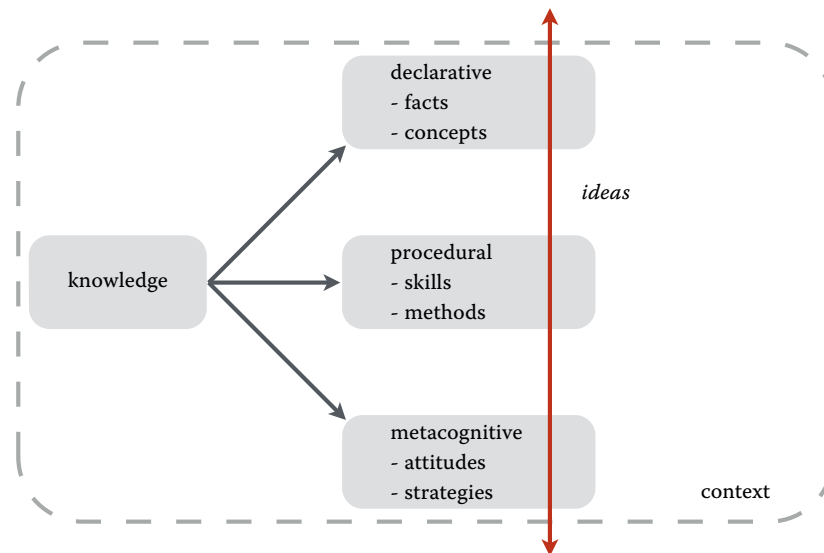 declarative
- facts
- concepts
ideas
knowledge
procedural
- skills
- methods
metacognitive
- attitudes
- strategies
context